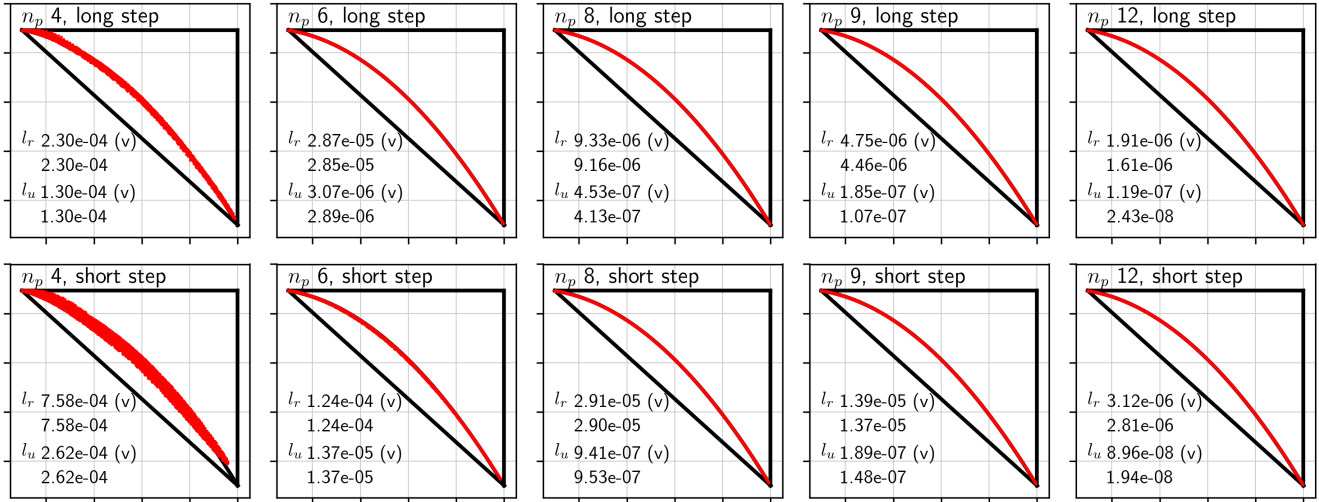 n_p 4, long step
l_r 2.30e-04 (v)
2.30e-04
l_u 1.30e-04 (v)
1.30e-04
n_p 6, long step
l_r 2.87e-05 (v)
2.85e-05
l_u 3.07e-06 (v)
2.89e-06
n_p 8, long step
l_r 9.33e-06 (v)
9.16e-06
l_u 4.53e-07 (v)
4.13e-07
n_p 9, long step
l_r 4.75e-06 (v)
4.46e-06
l_u 1.85e-07 (v)
1.07e-07
n_p 12, long step
l_r 1.91e-06 (v)
1.61e-06
l_u 1.19e-07 (v)
2.43e-08
n_p 4, short step
l_r 7.58e-04 (v)
7.58e-04
l_u 2.62e-04 (v)
2.62e-04
n_p 6, short step
l_r 1.24e-04 (v)
1.24e-04
l_u 1.37e-05 (v)
1.37e-05
n_p 8, short step
l_r 2.91e-05 (v)
2.90e-05
l_u 9.41e-07 (v)
9.53e-07
n_p 9, short step
l_r 1.39e-05 (v)
1.37e-05
l_u 1.89e-07 (v)
1.48e-07
n_p 12, short step
l_r 3.12e-06 (v)
2.81e-06
l_u 8.96e-08 (v)
1.94e-08